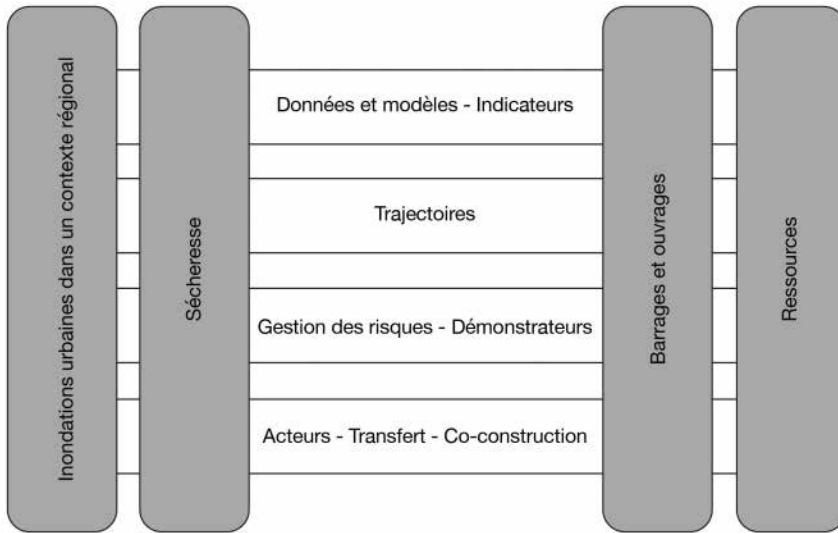 Inondations urbaines dans un contexte régional
Sécheresse
Données et modèles - Indicateurs
Trajectoires
Gestion des risques - Démonstrateurs
Acteurs - Transfert - Co-construction
Barrages et ouvrages
Ressources